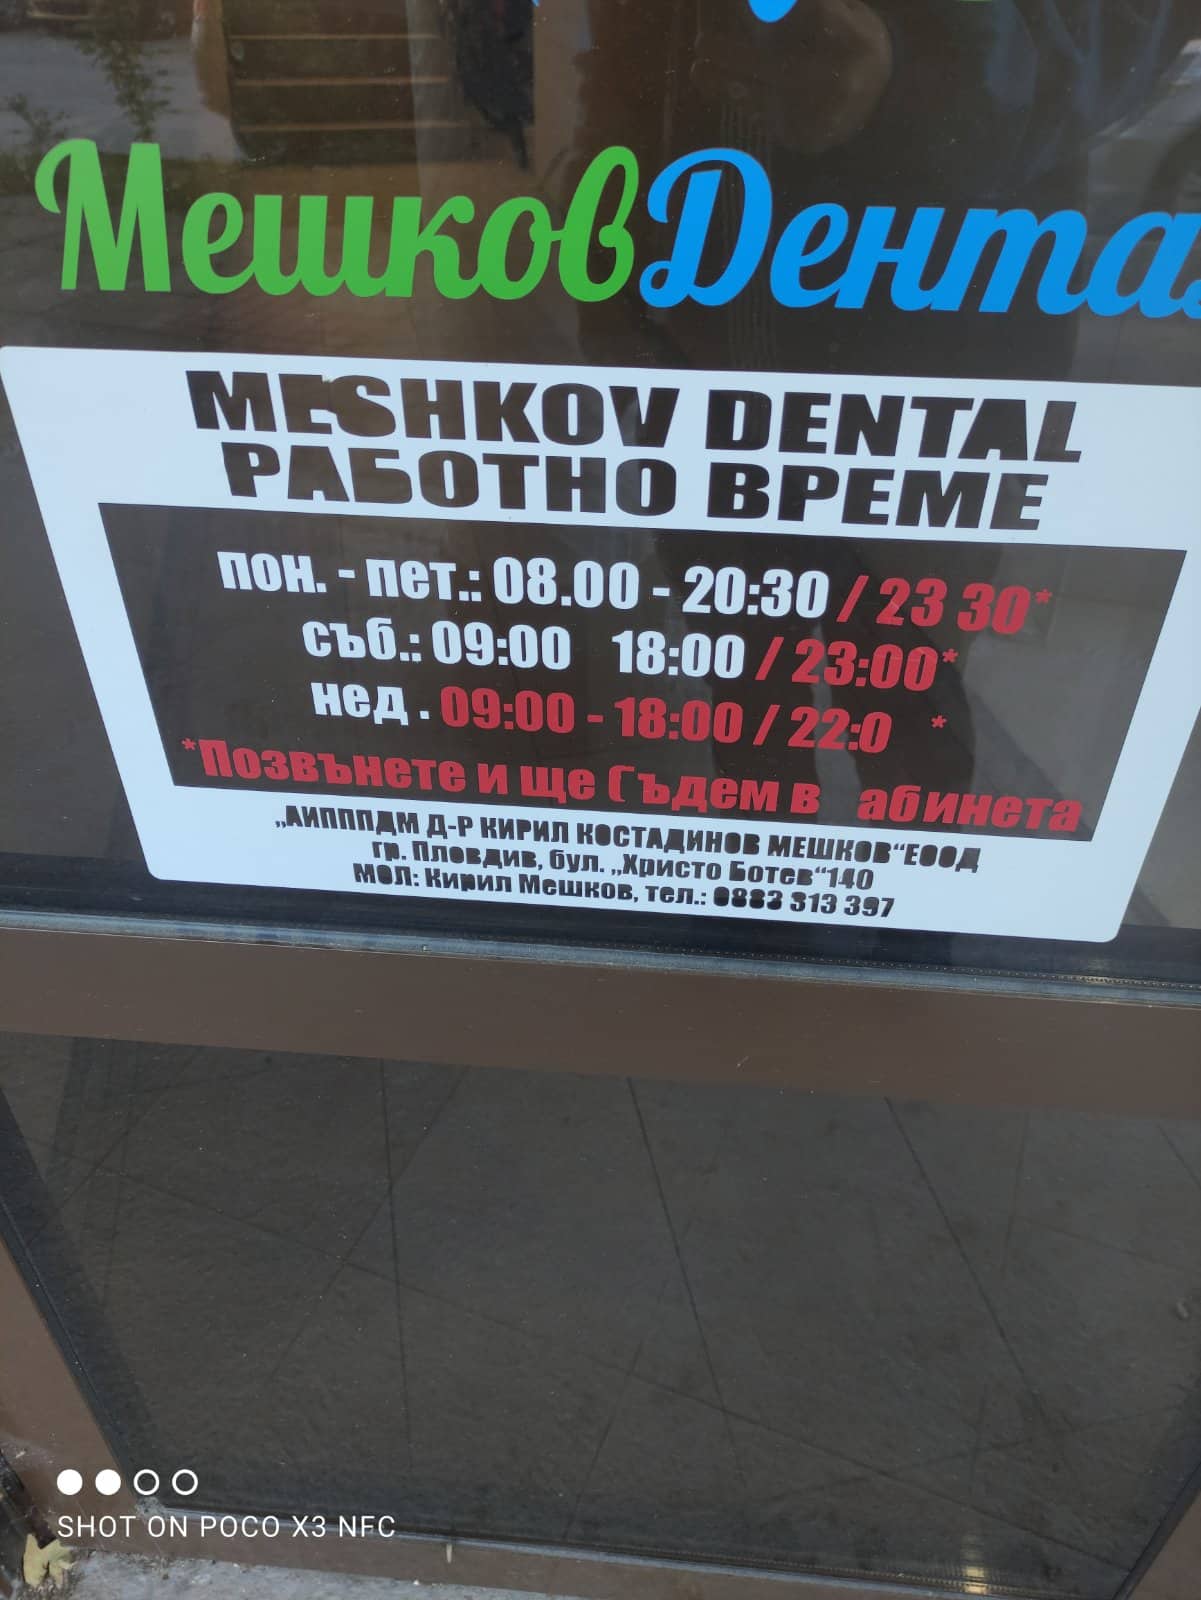 МешковДентал
MESHKOV DENTAL
РАБОТНО ВРЕМЕ
пон. - пет.: 08.00 - 20:30 / 23 30*
съб.: 09:00 18:00 / 23:00*
нед . 09:00 - 18:00 / 22:0 *
*Позвънете и ще бъдем в абинета
„АИПППДМ Д-Р КИРИЛ КОСТАДИНОВ МЕШКОВ“ЕООД
гр. Пловдив, бул. „Христо Ботев“140
МОЛ: Кирил Мешков, тел.: 0883 313 397
SHOT ON POCO X3 NFC